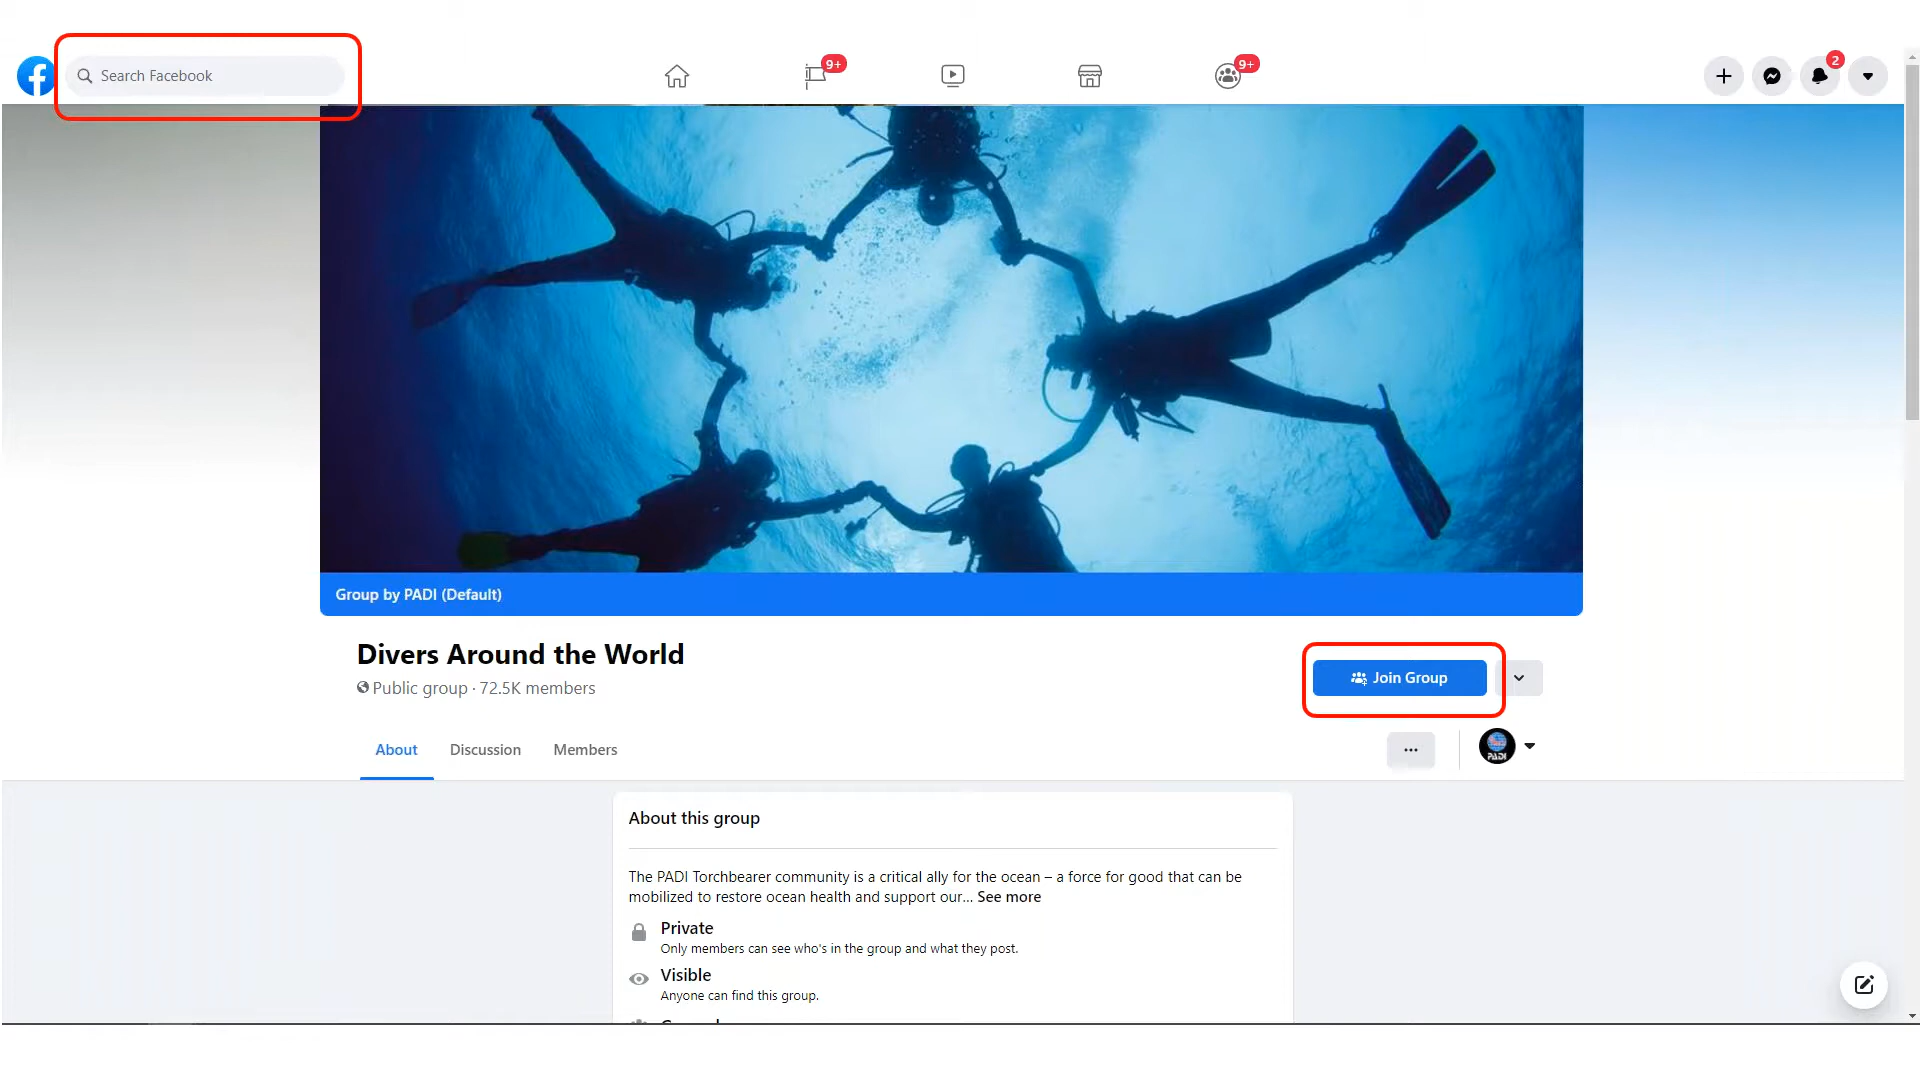 Search Facebook
9+
9+
2
Group by PADI (Default)
Divers Around the World
Public group · 72.5K members
Join Group
About
Discussion
Members
PADI
About this group
The PADI Torchbearer community is a critical ally for the ocean – a force for good that can be
mobilized to restore ocean health and support our... See more
Private
Only members can see who's in the group and what they post.
Visible
Anyone can find this group.